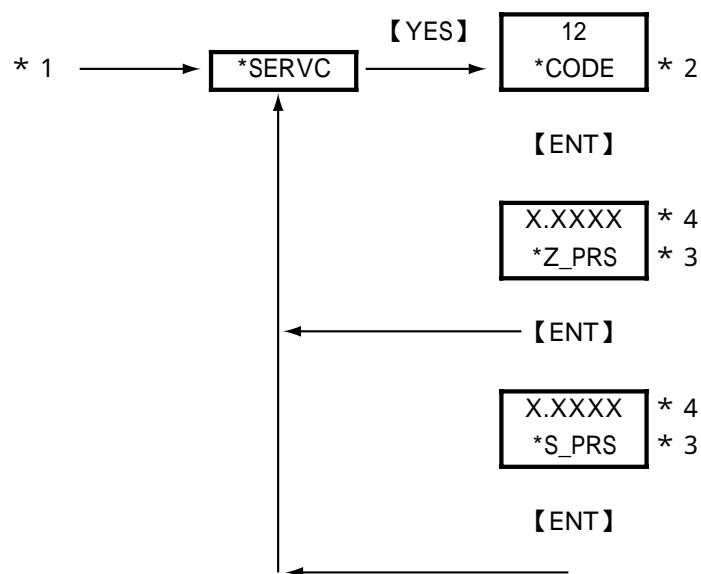 【YES】
12
* 1 *SERVC *CODE * 2
【ENT】
X.XXXX * 4
*Z_PRS * 3
【ENT】
X.XXXX * 4
*S_PRS * 3
【ENT】